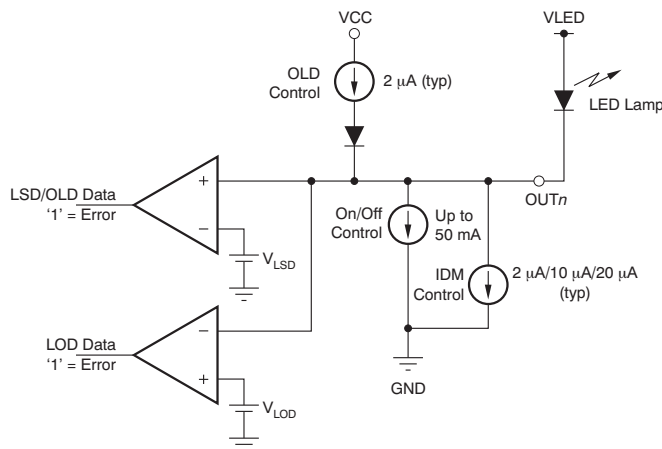 VCC
VLED
OLD
Control
2 µA (typ)
LED Lamp
LSD/OLD Data
‘1’ = Error
+
−
V_LSD
OUTn
On/Off
Control
Up to
50 mA
IDM
Control
2 µA/10 µA/20 µA
(typ)
LOD Data
‘1’ = Error
−
+
V_LOD
GND